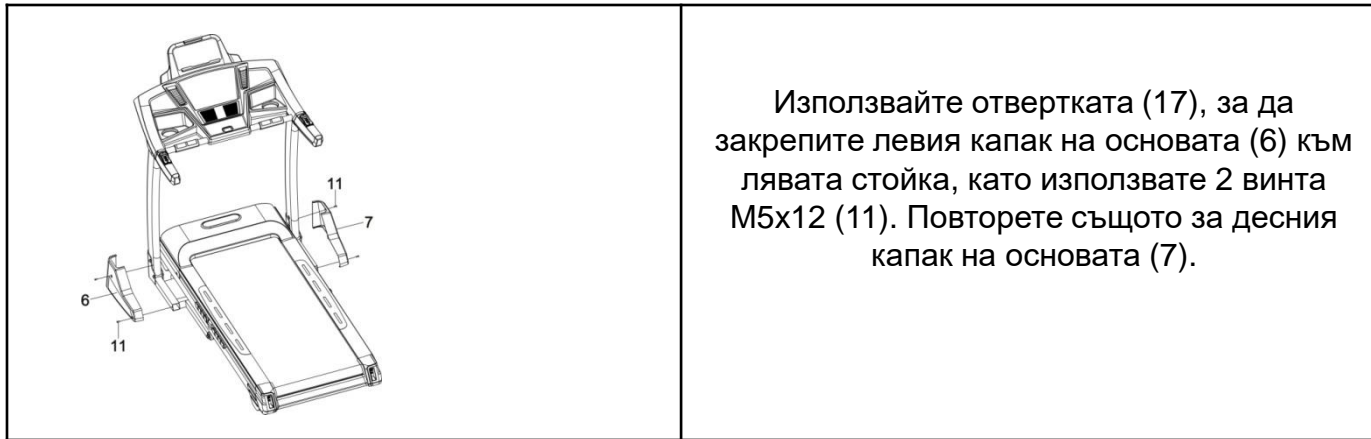 11
7
6
11
Използвайте отвертката (17), за да
закрепите левия капак на основата (6) към
лявата стойка, като използвате 2 винта
M5x12 (11). Повторете същото за десния
капак на основата (7).